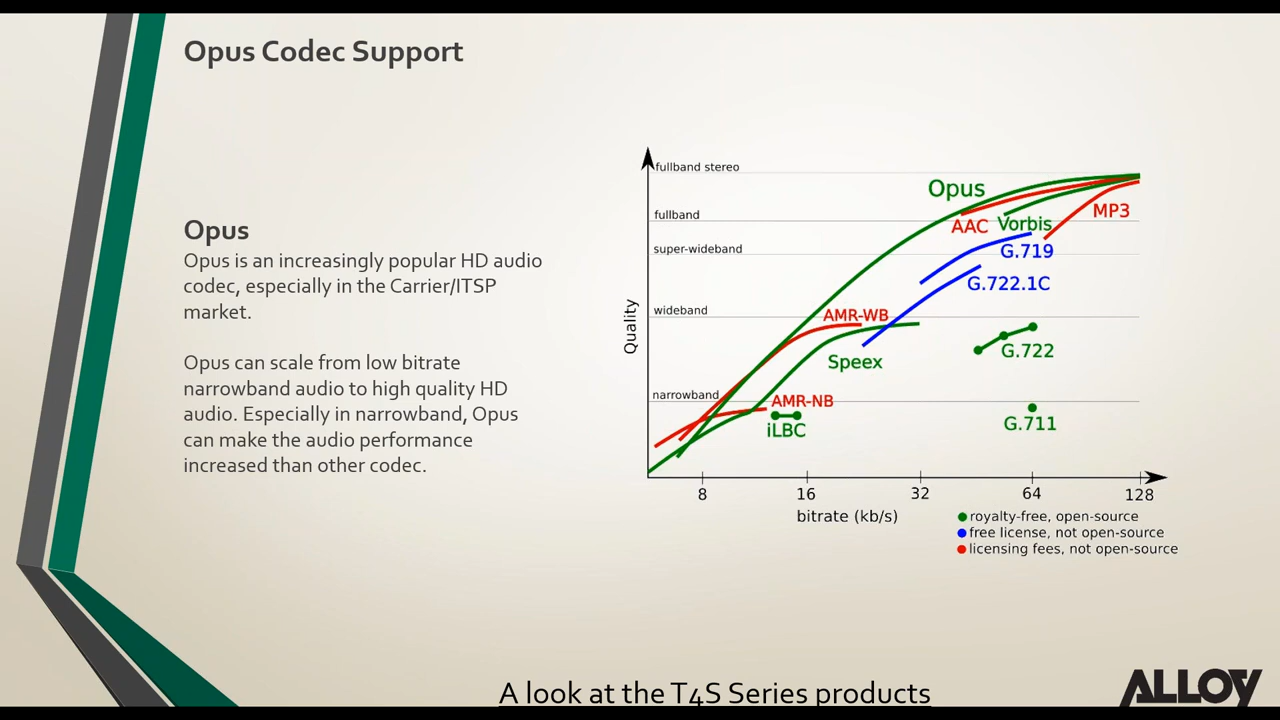 Opus Codec Support
Opus
Opus is an increasingly popular HD audio
codec, especially in the Carrier/ITSP
market.
Opus can scale from low bitrate
narrowband audio to high quality HD
audio. Especially in narrowband, Opus
can make the audio performance
increased than other codec.
fullband stereo
Opus
fullband
AAC
Vorbis
MP3
super-wideband
G.719
G.722.1C
wideband
AMR-WB
Quality
Speex
G.722
narrowband
AMR-NB
iLBC
G.711
8 16 32 64 128
bitrate (kb/s)
royalty-free, open-source
free license, not open-source
licensing fees, not open-source
A look at the T4S Series products
ALLOY